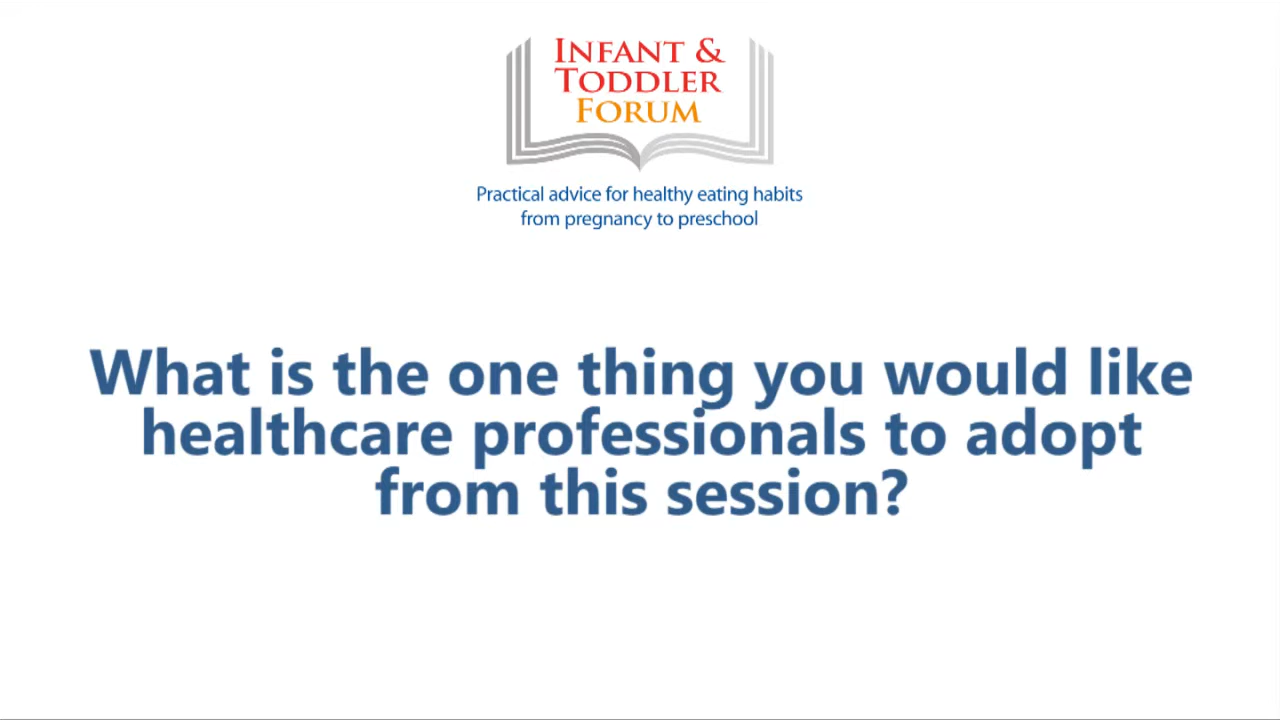 INFANT &
TODDLER
FORUM
Practical advice for healthy eating habits
from pregnancy to preschool
What is the one thing you would like
healthcare professionals to adopt
from this session?